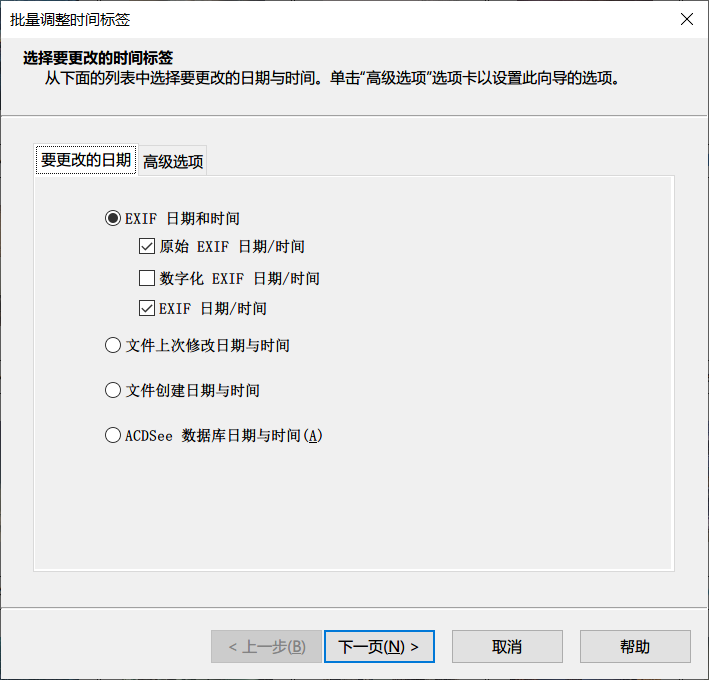 批量调整时间标签
选择要更改的时间标签
从下面的列表中选择要更改的日期与时间。单击“高级选项”选项卡以设置此向导的选项。
要更改的日期 高级选项
EXIF 日期和时间
原始 EXIF 日期/时间
数字化 EXIF 日期/时间
EXIF 日期/时间
文件上次修改日期与时间
文件创建日期与时间
ACDSee 数据库日期与时间(A)
< 上一步(B) 下一页(N) > 取消 帮助